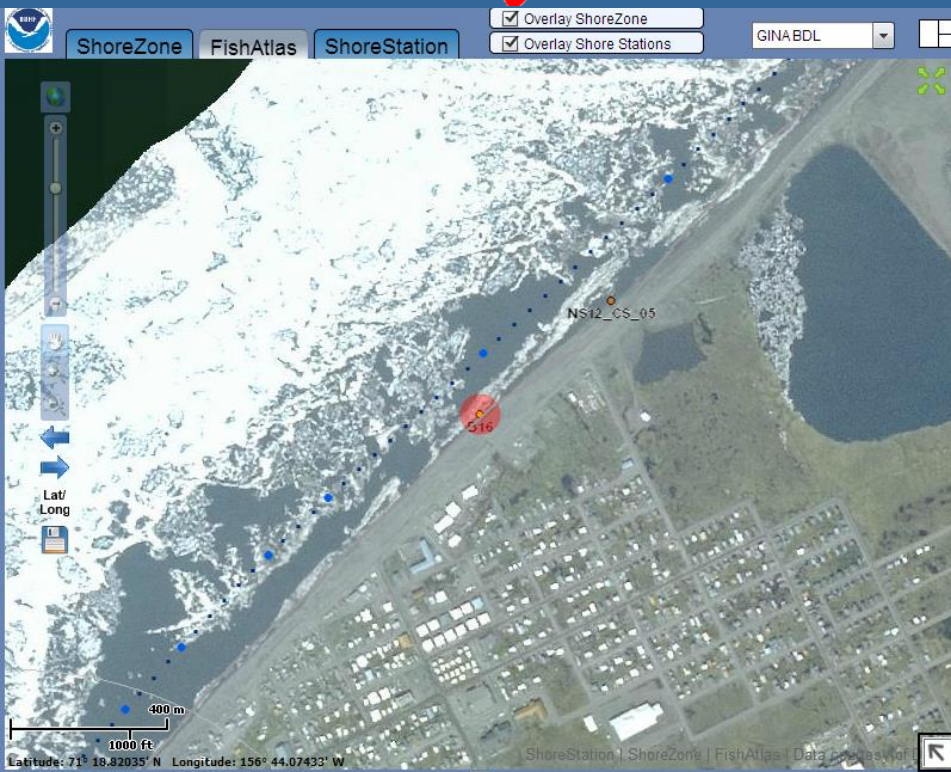 Overlay ShoreZone
ShoreZone FishAtlas ShoreStation
Overlay Shore Stations
GINA BDL
NS12_CS_05
Lat/
Long
400 m
1000 ft
Latitude: 71° 18.82035' N Longitude: 156° 44.07433' W
ShoreStation | ShoreZone | FishAtlas | Data courtesy of